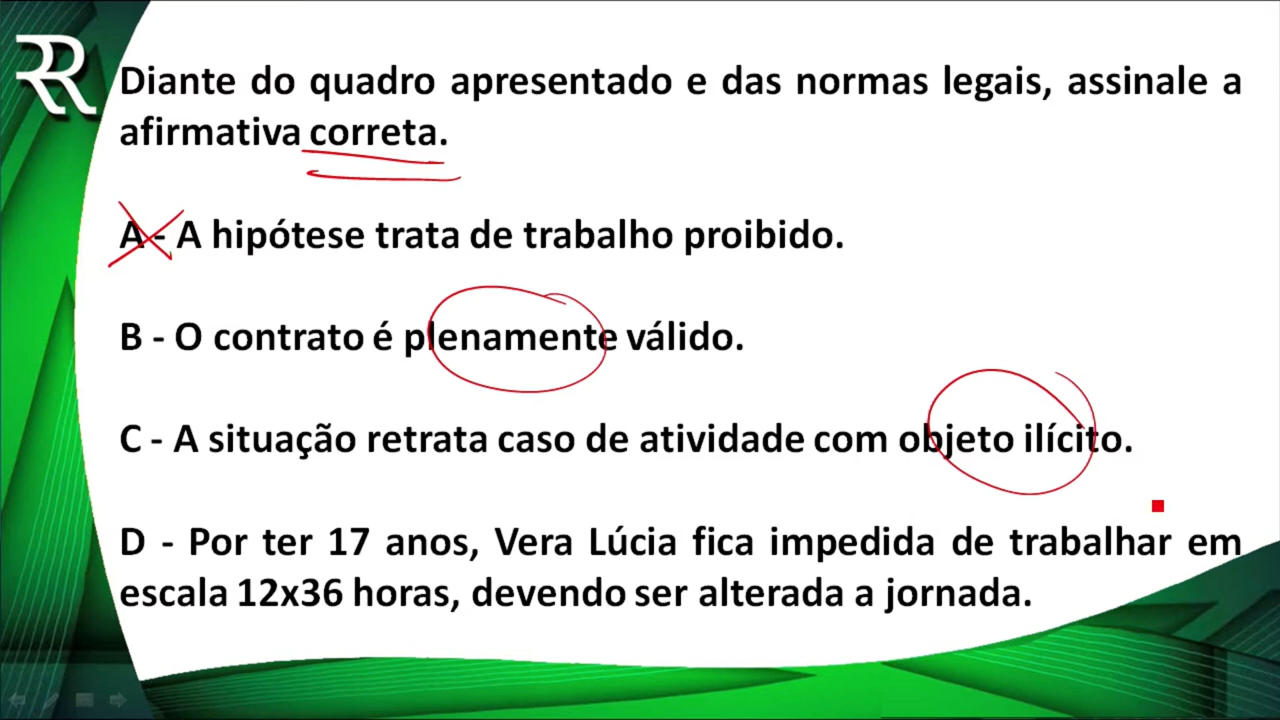 RR
Diante do quadro apresentado e das normas legais, assinale a
afirmativa correta.
A - A hipótese trata de trabalho proibido.
B - O contrato é plenamente válido.
C - A situação retrata caso de atividade com objeto ilícito.
D - Por ter 17 anos, Vera Lúcia fica impedida de trabalhar em
escala 12x36 horas, devendo ser alterada a jornada.